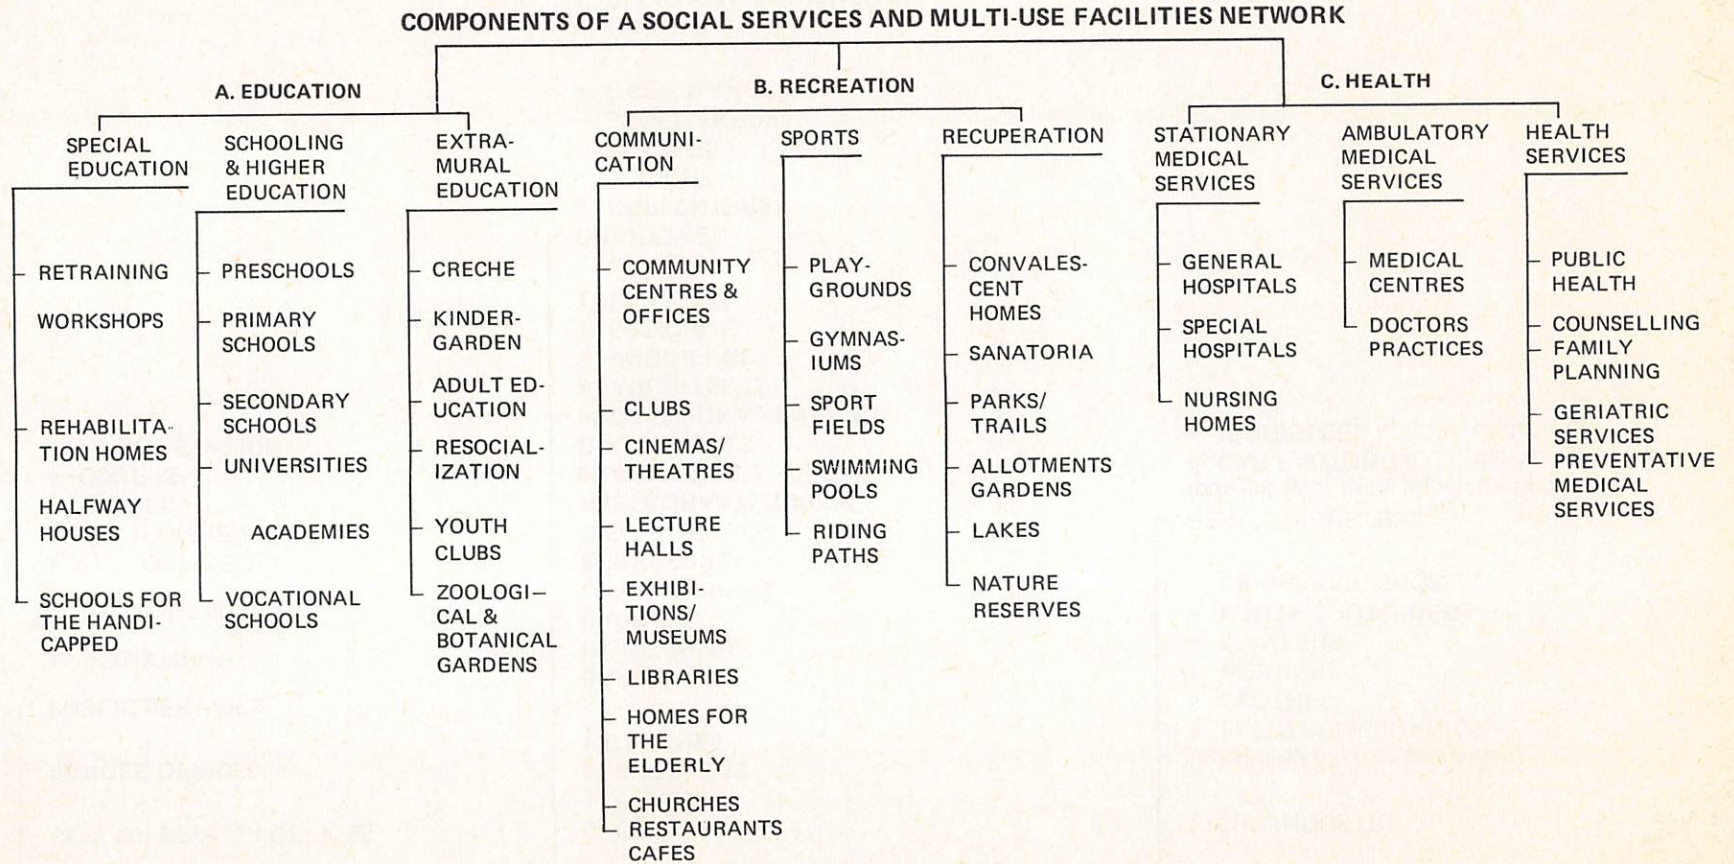 COMPONENTS OF A SOCIAL SERVICES AND MULTI-USE FACILITIES NETWORK
A. EDUCATION
SPECIAL
EDUCATION
RETRAINING
WORKSHOPS
REHABILITA-
TION HOMES
HALFWAY
HOUSES
SCHOOLS FOR
THE HANDI-
CAPPED
SCHOOLING
& HIGHER
EDUCATION
PRESCHOOLS
PRIMARY
SCHOOLS
SECONDARY
SCHOOLS
UNIVERSITIES
ACADEMIES
VOCATIONAL
SCHOOLS
EXTRA-
MURAL
EDUCATION
CRECHE
KINDER-
GARDEN
ADULT ED-
UCATION
RESOCIAL-
IZATION
YOUTH
CLUBS
ZOOLOGI-
CAL &
BOTANICAL
GARDENS
B. RECREATION
COMMUNI-
CATION
COMMUNITY
CENTRES &
OFFICES
CLUBS
CINEMAS/
THEATRES
LECTURE
HALLS
EXHIBI-
TIONS/
MUSEUMS
LIBRARIES
HOMES FOR
THE
ELDERLY
CHURCHES
RESTAURANTS
CAFES
SPORTS
PLAY-
GROUNDS
GYMNAS-
IUMS
SPORT
FIELDS
SWIMMING
POOLS
RIDING
PATHS
RECUPERATION
CONVALES-
CENT
HOMES
SANATORIA
PARKS/
TRAILS
ALLOTMENTS
GARDENS
LAKES
NATURE
RESERVES
C. HEALTH
STATIONARY
MEDICAL
SERVICES
GENERAL
HOSPITALS
SPECIAL
HOSPITALS
NURSING
HOMES
AMBULATORY
MEDICAL
SERVICES
MEDICAL
CENTRES
DOCTORS
PRACTICES
HEALTH
SERVICES
PUBLIC
HEALTH
COUNSELLING
FAMILY
PLANNING
GERIATRIC
SERVICES
PREVENTATIVE
MEDICAL
SERVICES